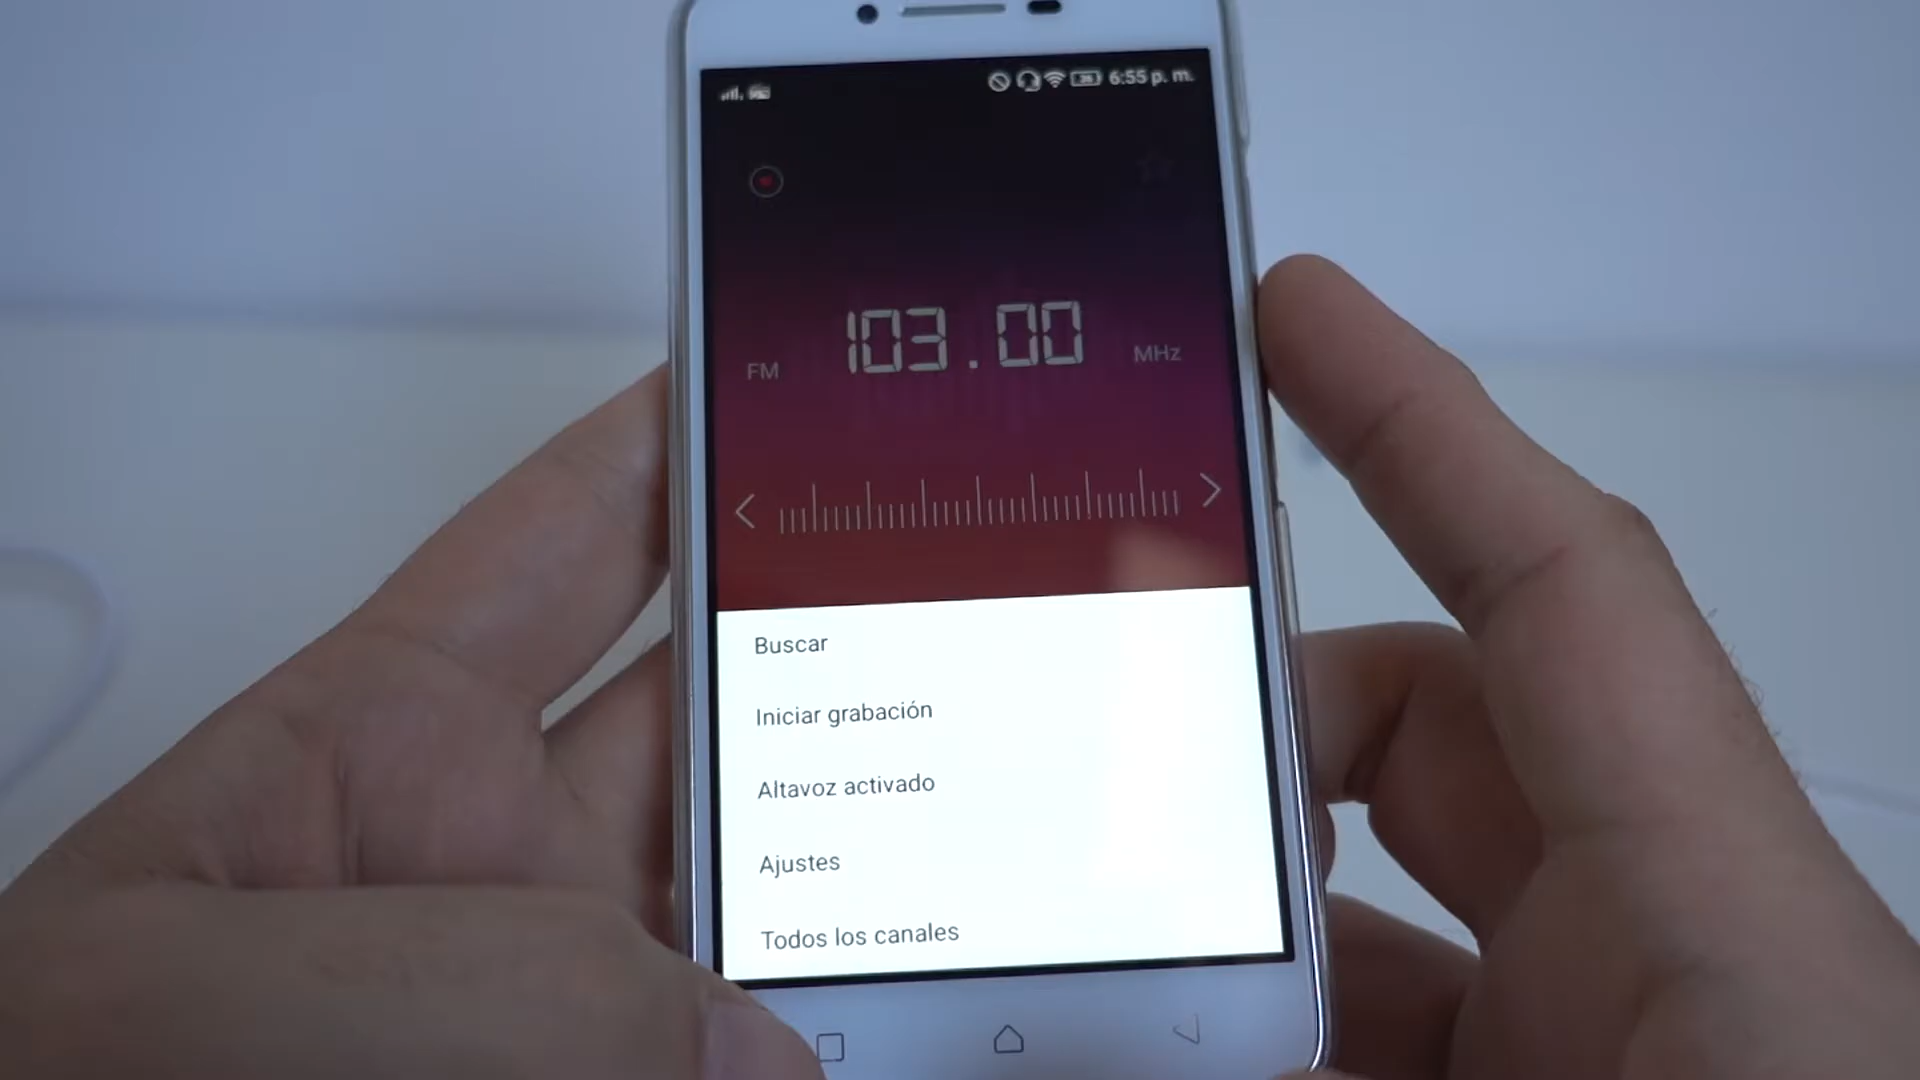 6:55 p. m.
FM 103.00 MHz
Buscar
Iniciar grabación
Altavoz activado
Ajustes
Todos los canales